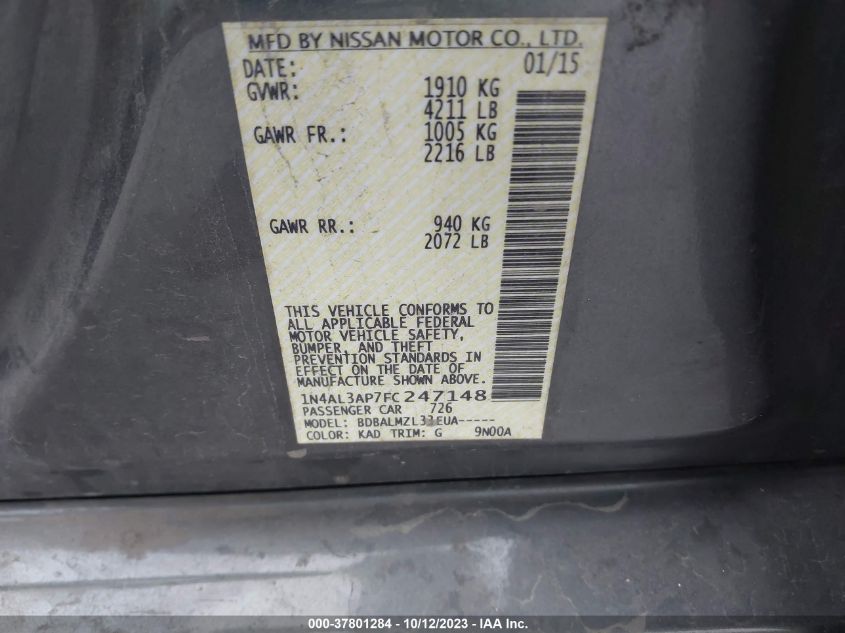 MFD BY NISSAN MOTOR CO., LTD.
DATE: 01/15
GVWR: 1910 KG
4211 LB
GAWR FR.: 1005 KG
2216 LB
GAWR RR.: 940 KG
2072 LB
THIS VEHICLE CONFORMS TO
ALL APPLICABLE FEDERAL
MOTOR VEHICLE SAFETY,
BUMPER, AND THEFT
PREVENTION STANDARDS IN
EFFECT ON THE DATE OF
MANUFACTURE SHOWN ABOVE.
1N4AL3AP7FC247148
PASSENGER CAR 726
MODEL:
COLOR: KAD TRIM: G 9N00A
000-37801284 - 10/12/2023 - IAA Inc.